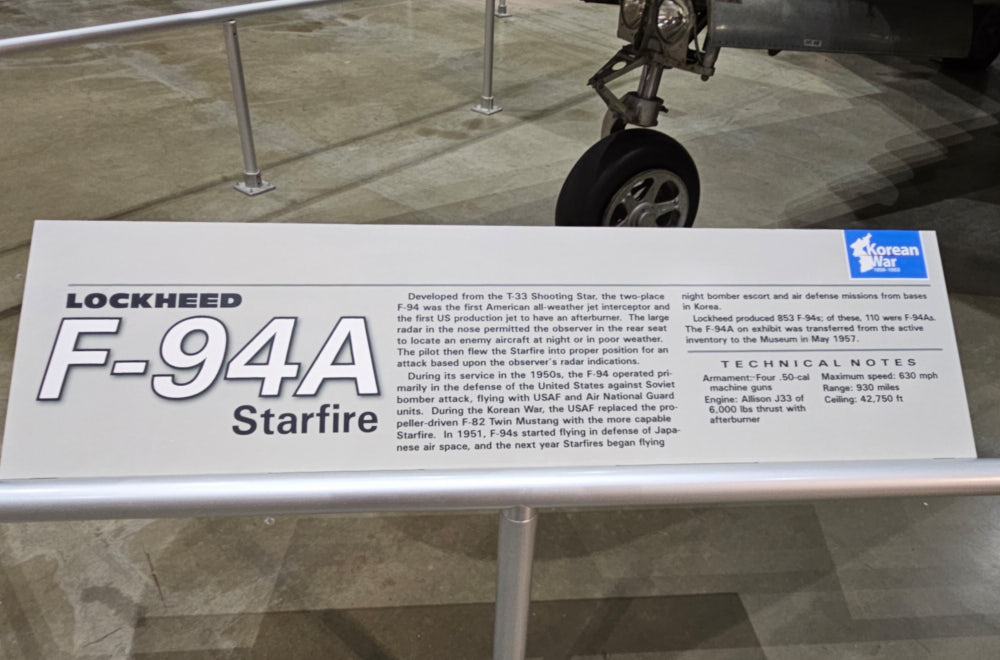 Korean
War
1950-1953
LOCKHEED
F-94A
Starfire
Developed from the T-33 Shooting Star, the two-place
F-94 was the first American all-weather jet interceptor and
the first US production jet to have an afterburner. The large
radar in the nose permitted the observer in the rear seat
to locate an enemy aircraft at night or in poor weather.
The pilot then flew the Starfire into proper position for an
attack based upon the observer's radar indications.
During its service in the 1950s, the F-94 operated pri-
marily in the defense of the United States against Soviet
bomber attack, flying with USAF and Air National Guard
units. During the Korean War, the USAF replaced the pro-
peller-driven F-82 Twin Mustang with the more capable
Starfire. In 1951, F-94s started flying in defense of Japa-
nese air space, and the next year Starfires began flying
night bomber escort and air defense missions from bases
in Korea.
Lockheed produced 853 F-94s; of these, 110 were F-94As.
The F-94A on exhibit was transferred from the active
inventory to the Museum in May 1957.
TECHNICAL NOTES
Armament: Four .50-cal
machine guns
Engine: Allison J33 of
6,000 lbs thrust with
afterburner
Maximum speed: 630 mph
Range: 930 miles
Ceiling: 42,750 ft